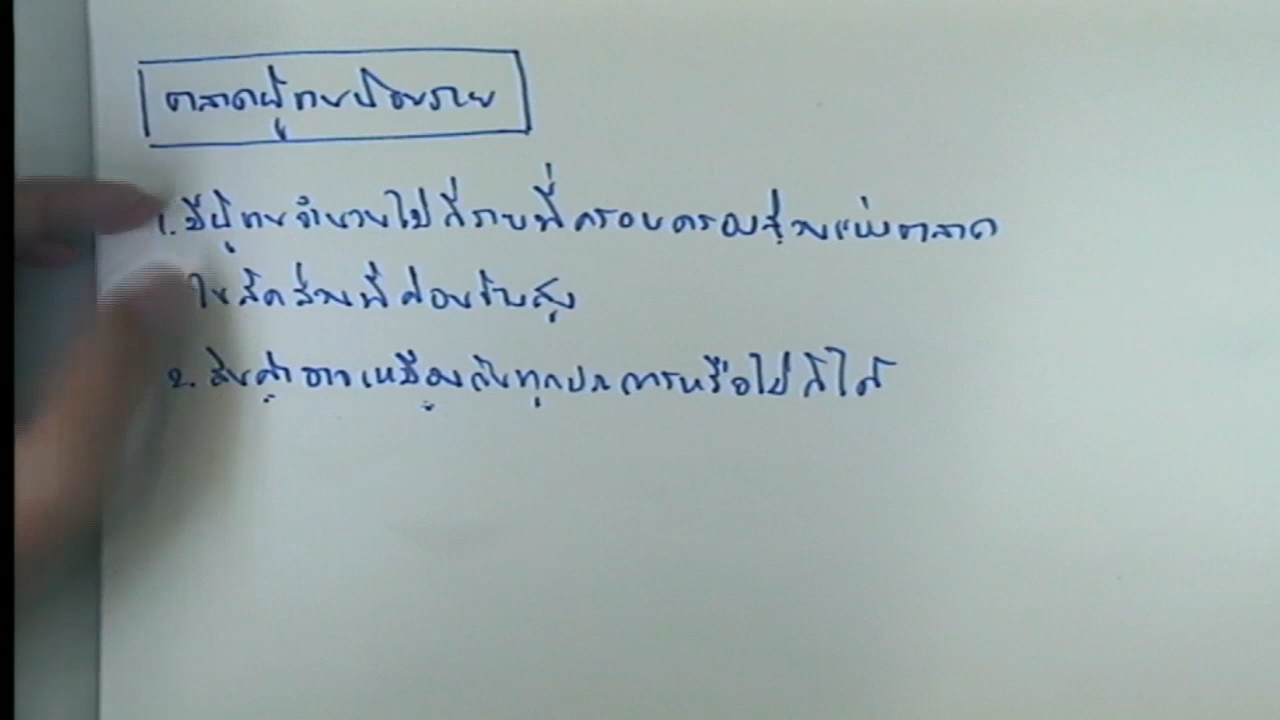 ตลาดผู้ขายน้อยราย
1. มีผู้ขายจำนวนไม่กี่รายที่ครอบครองส่วนแบ่งตลาด
ในสัดส่วนที่ค่อนข้างสูง
2. สินค้าอาจเหมือนกันทุกประการหรือไม่ก็ได้